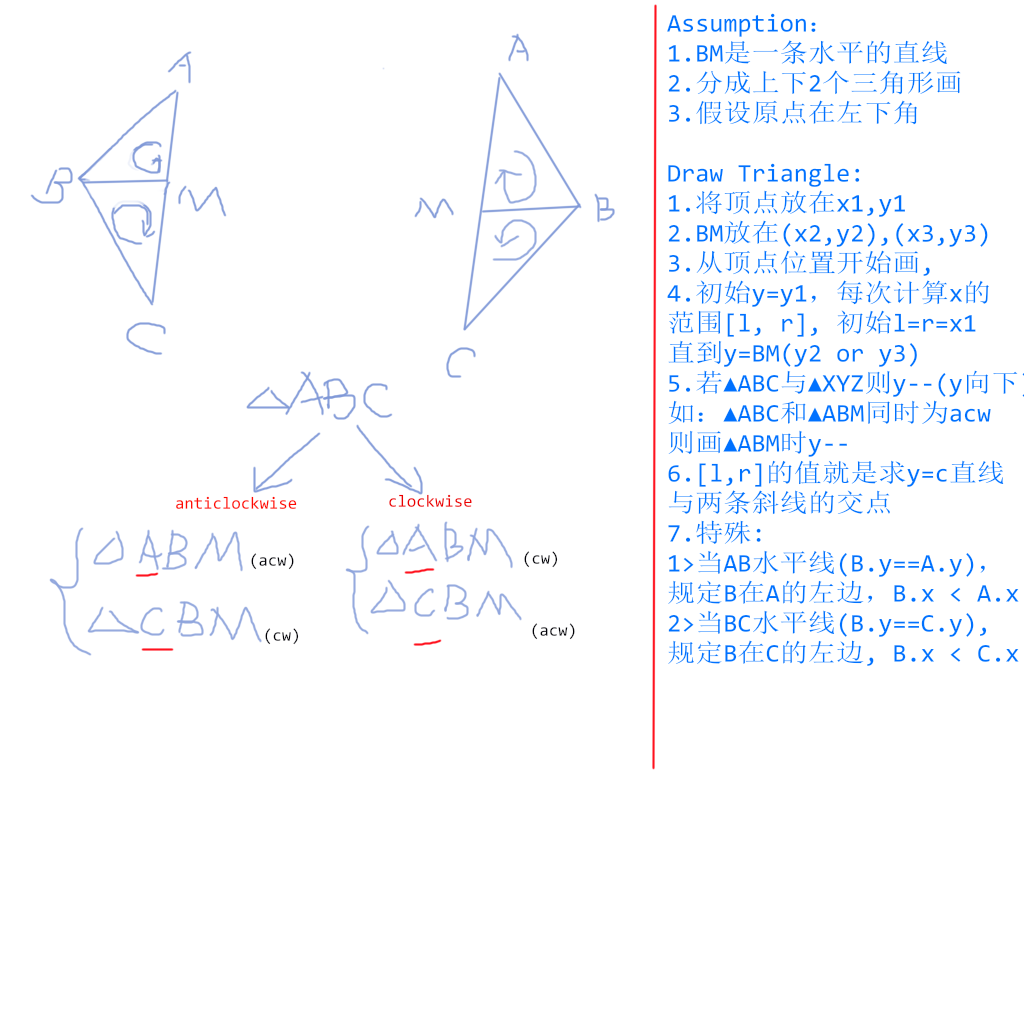 A
A
B
M
M
B
C
C
△ABC
anticlockwise
clockwise
△ABM(acw)
△CBM(cw)
△ABM(cw)
△CBM(acw)
Assumption:
1.BM是一条水平的直线
2.分成上下2个三角形画
3.假设原点在左下角
Draw Triangle:
1.将顶点放在x1,y1
2.BM放在(x2,y2),(x3,y3)
3.从顶点位置开始画,
4.初始y=y1，每次计算x的
范围[l, r], 初始l=r=x1
直到y=BM(y2 or y3)
5.若▲ABC与▲XYZ则y--(y向下)
如：▲ABC和▲ABM同时为acw
则画▲ABM时y--
6.[l,r]的值就是求y=c直线
与两条斜线的交点
7.特殊:
1>当AB水平线(B.y==A.y)，
规定B在A的左边，B.x < A.x
2>当BC水平线(B.y==C.y),
规定B在C的左边, B.x < C.x